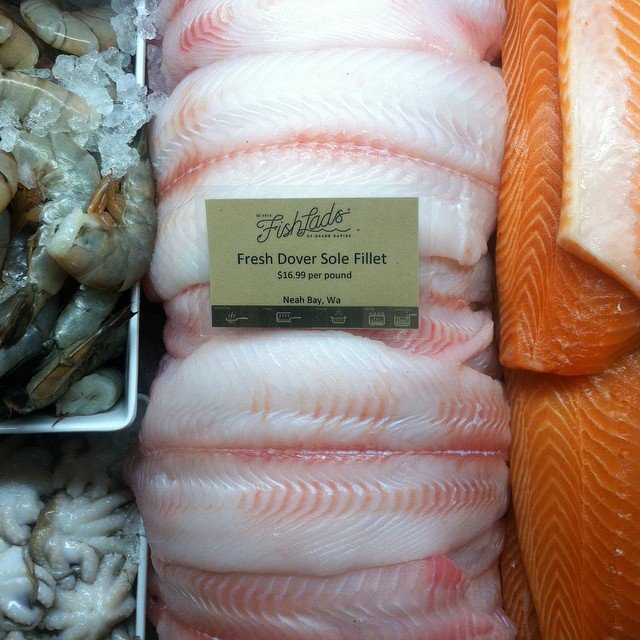 EST 2013
FishLads
OF GRAND RAPIDS
Fresh Dover Sole Fillet
$16.99 per pound
Neah Bay, Wa